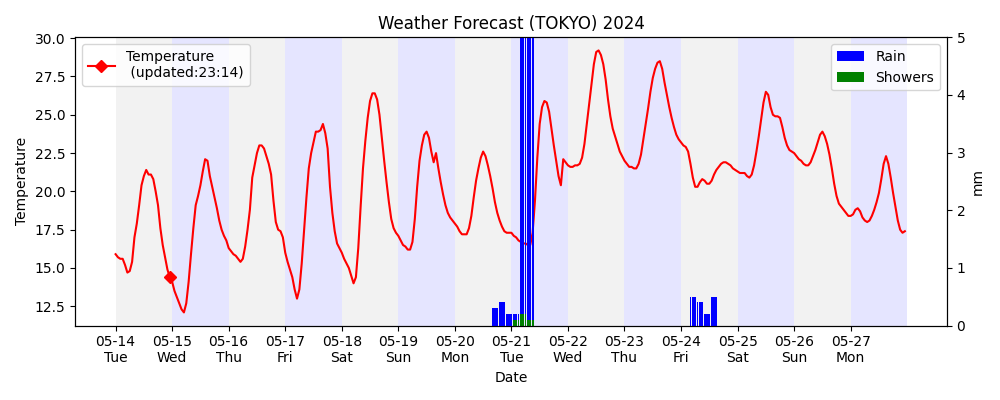 Weather Forecast (TOKYO) 2024
Temperature
(updated:23:14)
Rain
Showers
Temperature
30.0
27.5
25.0
22.5
20.0
17.5
15.0
12.5
5
4
3
2
1
0
mm
05-14 05-15 05-16 05-17 05-18 05-19 05-20 05-21 05-22 05-23 05-24 05-25 05-26 05-27
Tue Wed Thu Fri Sat Sun Mon Tue Wed Thu Fri Sat Sun Mon
Date